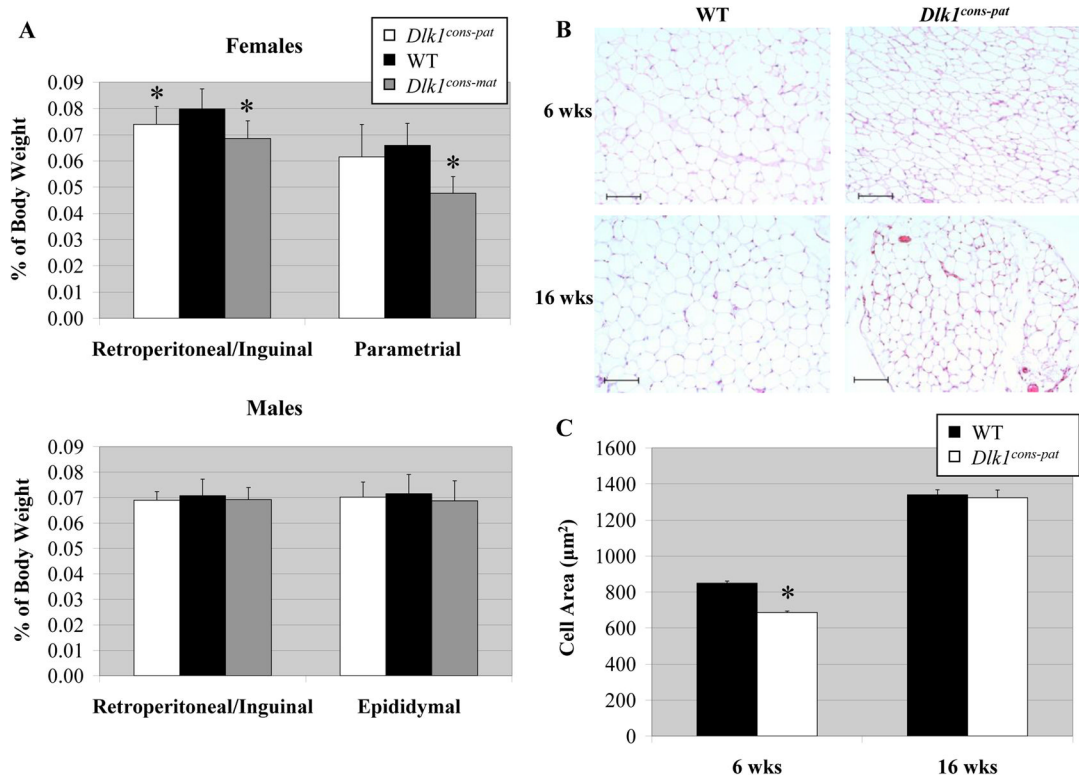 A
Females
Dlk1cons-pat
WT
Dlk1cons-mat
% of Body Weight
0.09
0.08
0.07
0.06
0.05
0.04
0.03
0.02
0.01
0.00
*
*
*
Retroperitoneal/Inguinal Parametrial
Males
% of Body Weight
0.09
0.08
0.07
0.06
0.05
0.04
0.03
0.02
0.01
0.00
Retroperitoneal/Inguinal Epididymal
B
WT Dlk1cons-pat
6 wks
16 wks
C
WT
Dlk1cons-pat
Cell Area (µm²)
1600
1400
1200
1000
800
600
400
200
0
*
6 wks 16 wks